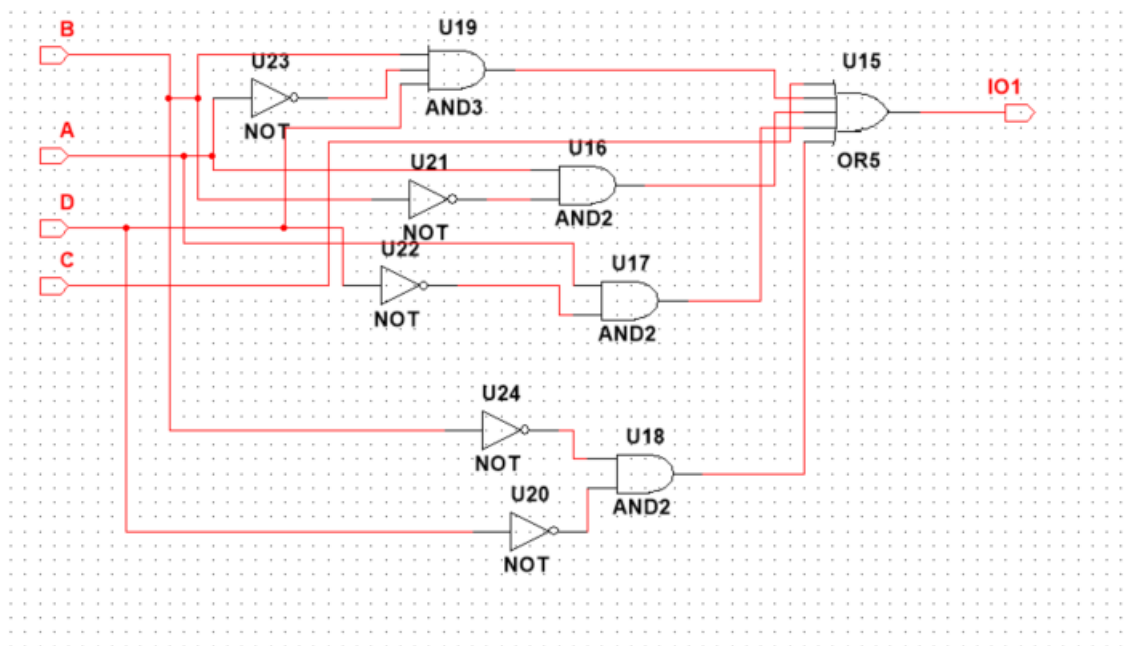 B
U19
U23
U15
IO1
AND3
A
NOT
U16
OR5
U21
D
AND2
NOT
U22
C
U17
NOT
AND2
U24
U18
NOT
U20
AND2
NOT